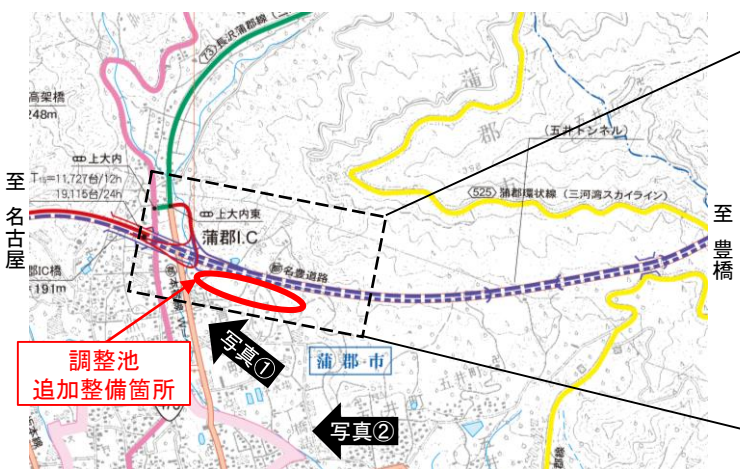 73 長沢蒲郡線
高架橋
248m
上大内
T15=11,727台/12h
19,115台/24h
至 名古屋
上大内東
蒲郡I.C
(五井トンネル)
525 蒲郡環状線 (三河湾スカイライン)
至 豊橋
名豊道路
郡IC橋
191m
蒲郡
調整池
追加整備箇所
写真①
蒲郡市
写真②